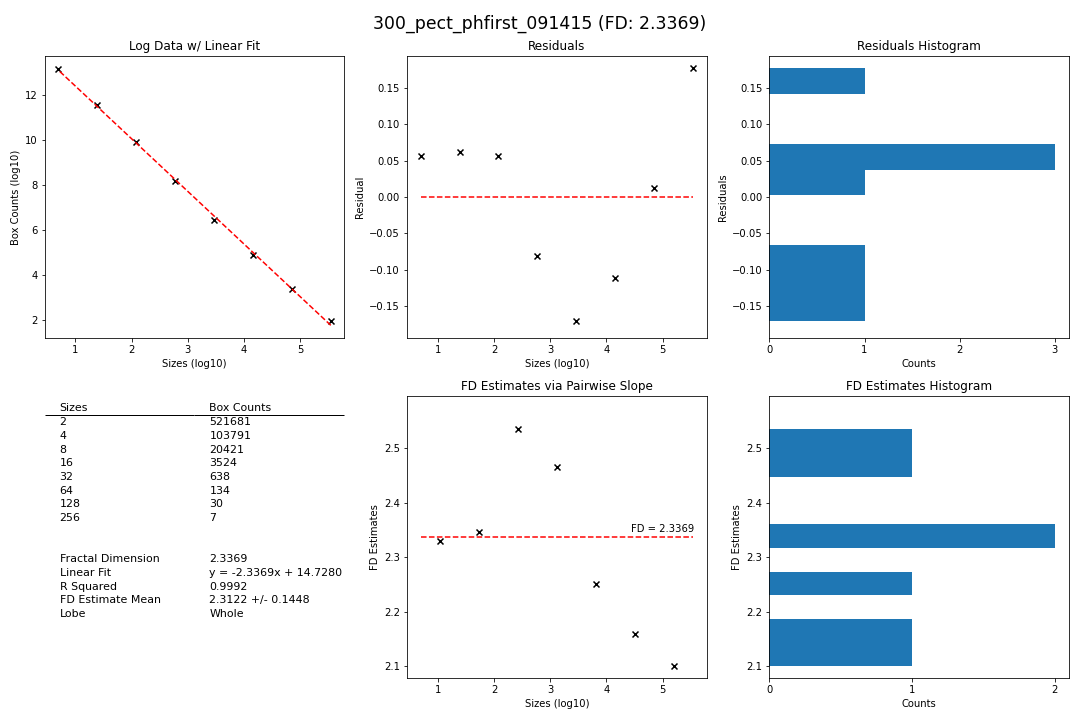 300_pect_phfirst_091415 (FD: 2.3369)
Log Data w/ Linear Fit
Box Counts (log10)
12
10
8
6
4
2
1 2 3 4 5
Sizes (log10)
Residuals
Residual
0.15
0.10
0.05
0.00
−0.05
−0.10
−0.15
1 2 3 4 5
Sizes (log10)
Residuals Histogram
Residuals
0.15
0.10
0.05
0.00
−0.05
−0.10
−0.15
0 1 2 3
Counts
Sizes Box Counts
2 521681
4 103791
8 20421
16 3524
32 638
64 134
128 30
256 7
Fractal Dimension 2.3369
Linear Fit y = -2.3369x + 14.7280
R Squared 0.9992
FD Estimate Mean 2.3122 +/- 0.1448
Lobe Whole
FD Estimates via Pairwise Slope
FD Estimates
2.5
2.4
2.3
2.2
2.1
FD = 2.3369
1 2 3 4 5
Sizes (log10)
FD Estimates Histogram
FD Estimates
2.5
2.4
2.3
2.2
2.1
0 1 2
Counts